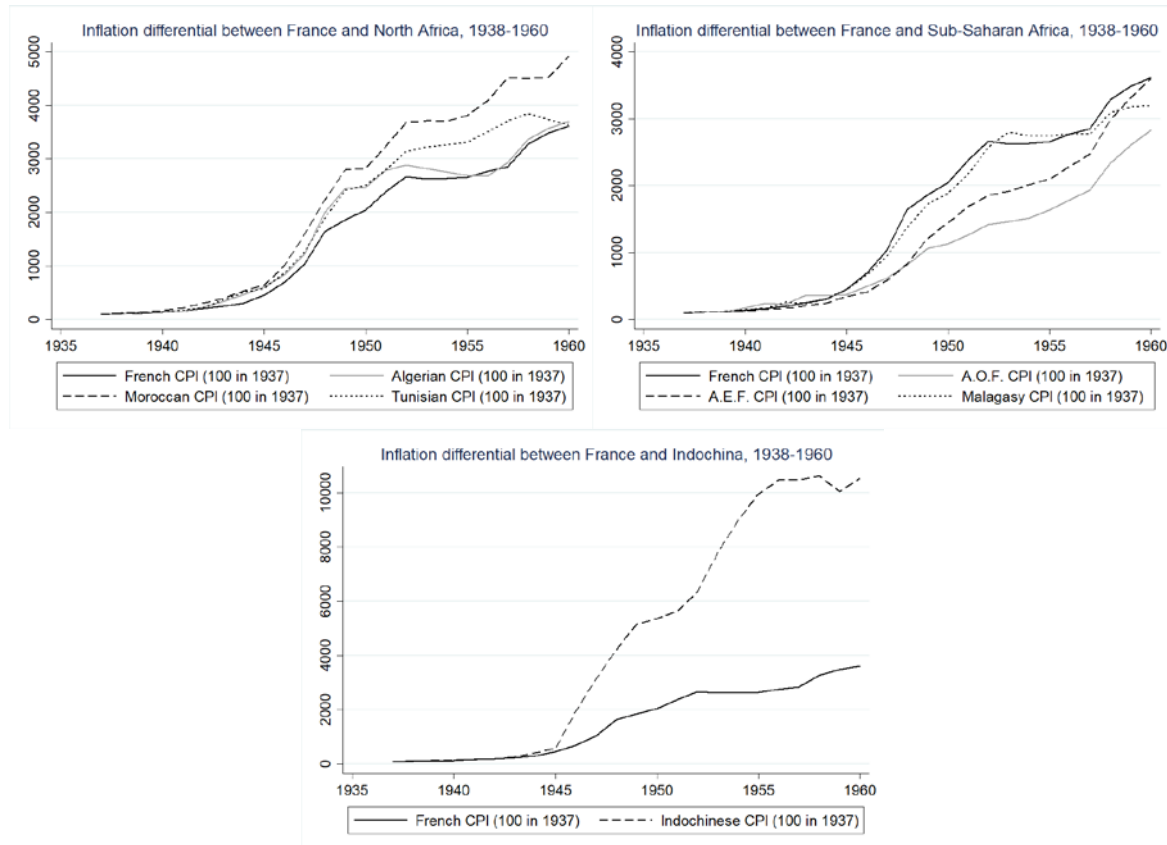 Inflation differential between France and North Africa, 1938-1960
5000
4000
3000
2000
1000
0
1935 1940 1945 1950 1955 1960
French CPI (100 in 1937) Algerian CPI (100 in 1937)
Moroccan CPI (100 in 1937) Tunisian CPI (100 in 1937)
Inflation differential between France and Sub-Saharan Africa, 1938-1960
4000
3000
2000
1000
0
1935 1940 1945 1950 1955 1960
French CPI (100 in 1937) A.O.F. CPI (100 in 1937)
A.E.F. CPI (100 in 1937) Malagasy CPI (100 in 1937)
Inflation differential between France and Indochina, 1938-1960
10000
8000
6000
4000
2000
0
1935 1940 1945 1950 1955 1960
French CPI (100 in 1937) Indochinese CPI (100 in 1937)